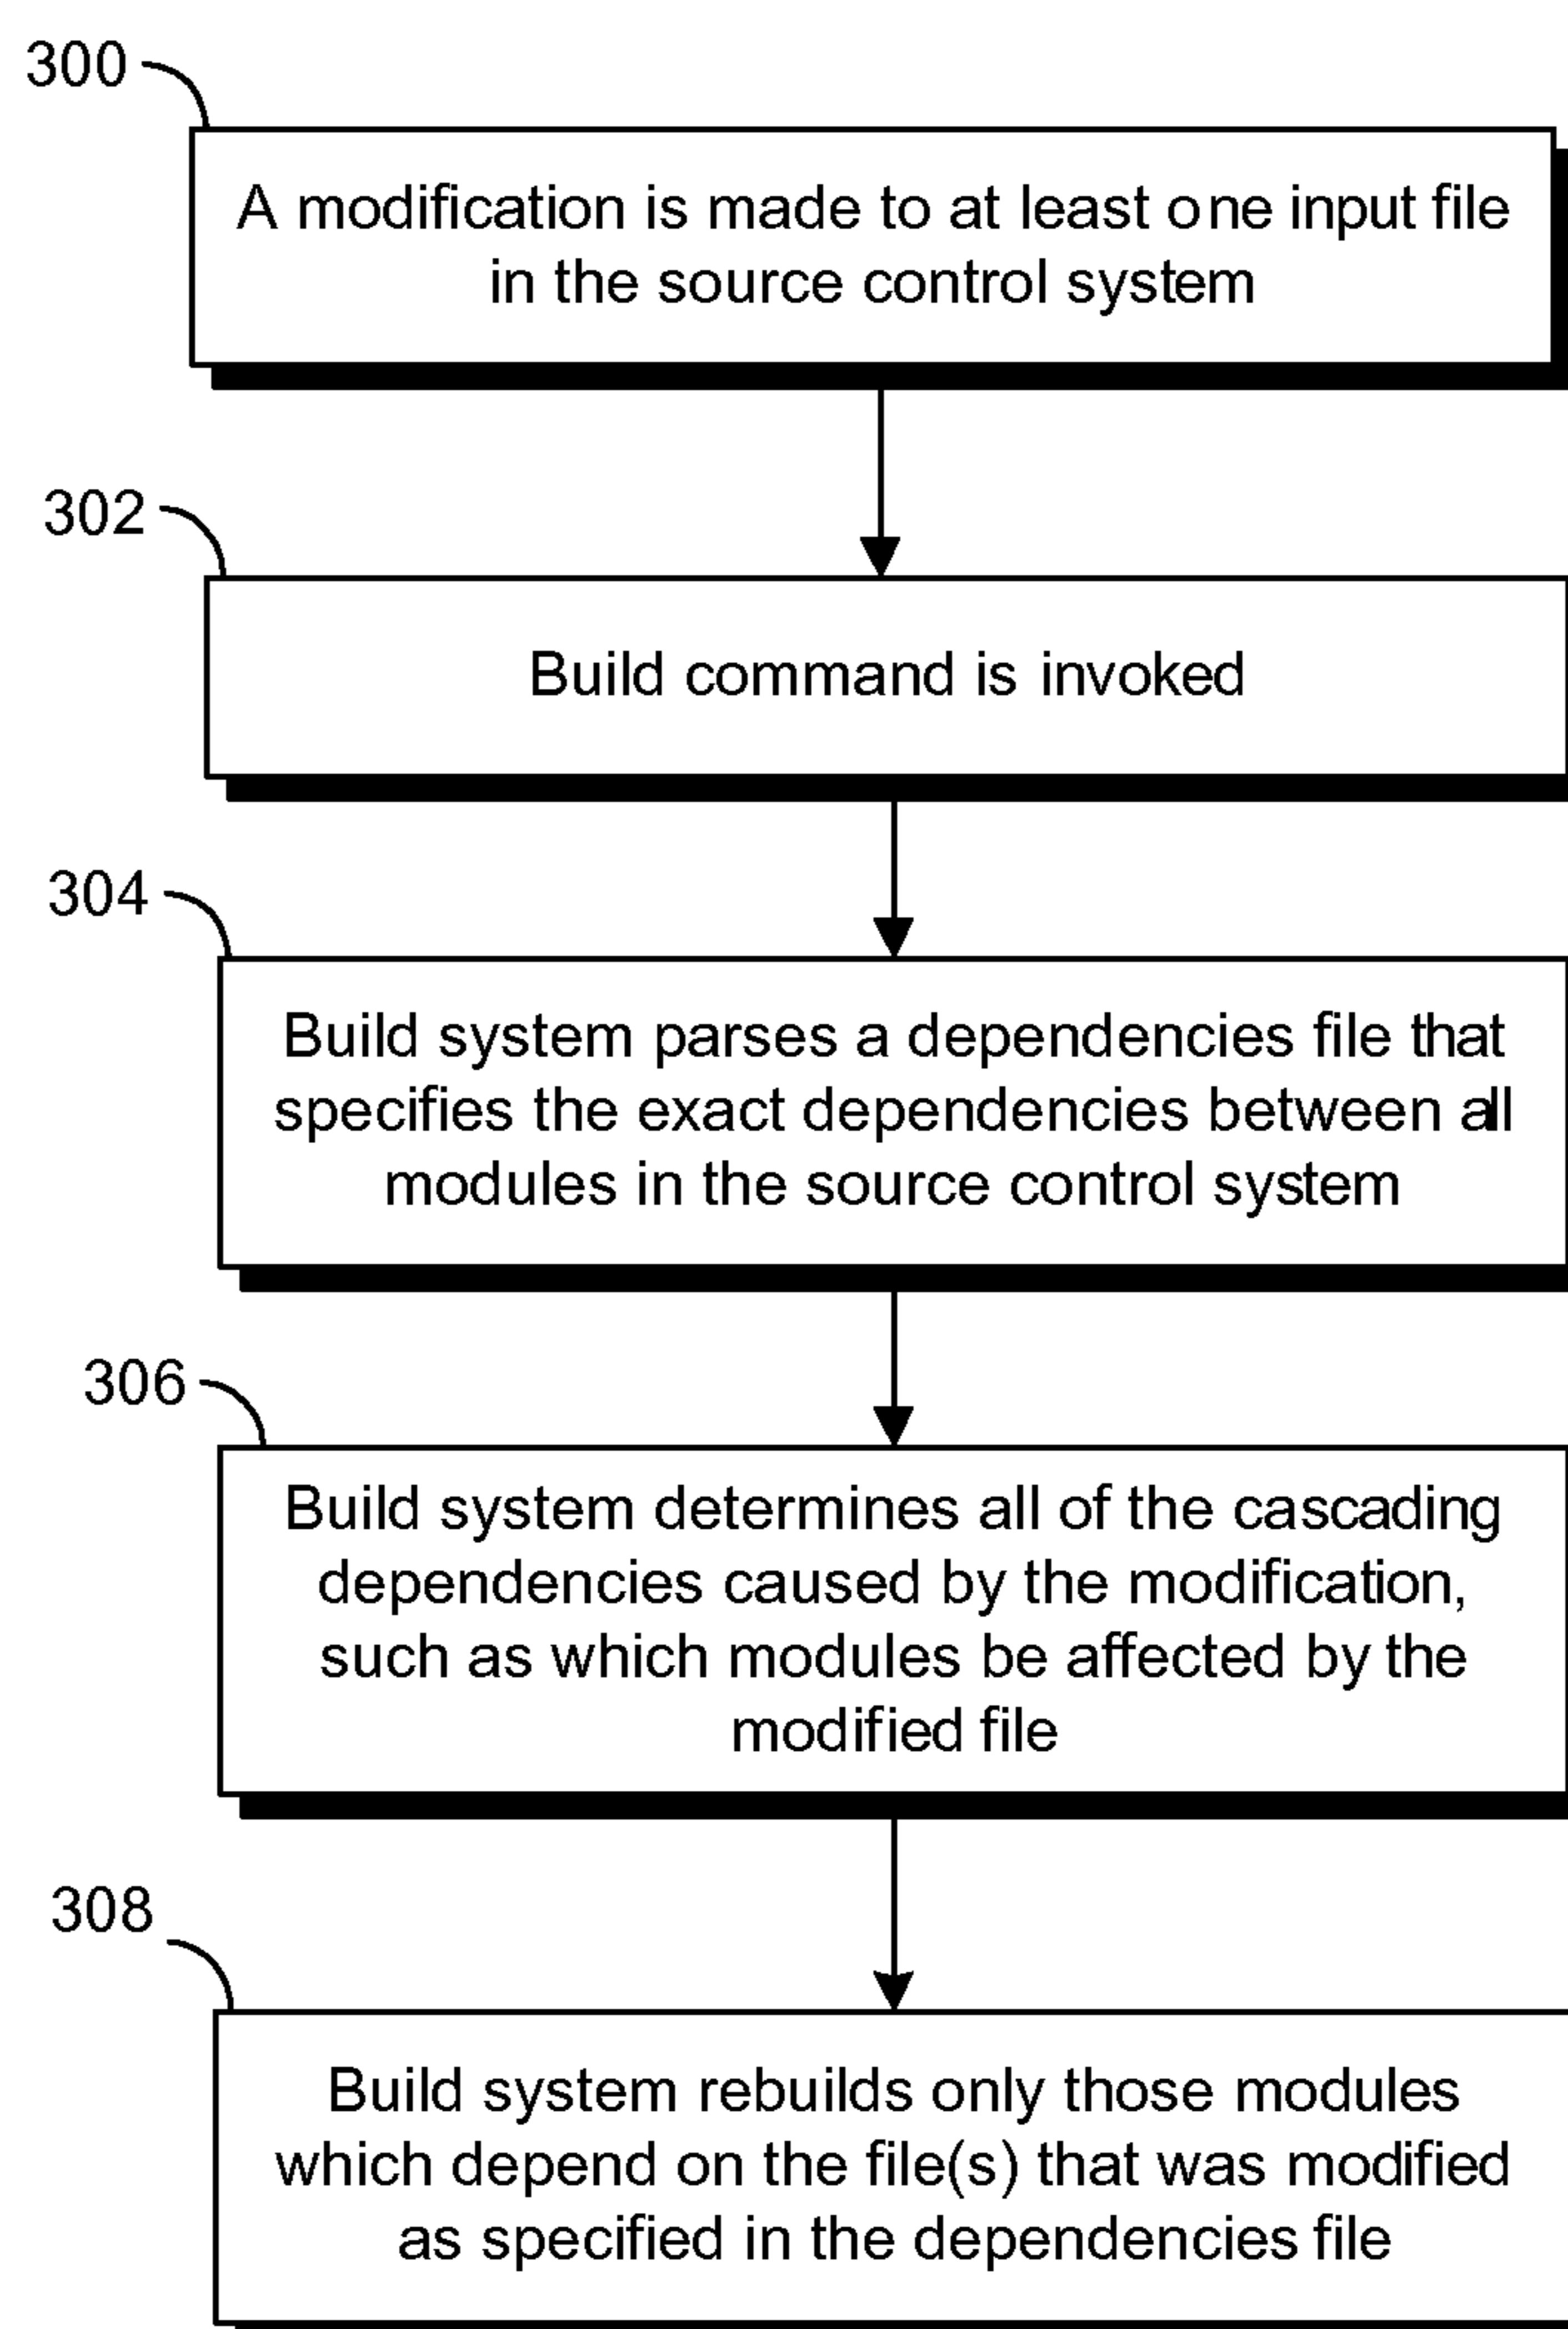 300
A modification is made to at least one input file
in the source control system
302
Build command is invoked
304
Build system parses a dependencies file that
specifies the exact dependencies between all
modules in the source control system
306
Build system determines all of the cascading
dependencies caused by the modification,
such as which modules be affected by the
modified file
308
Build system rebuilds only those modules
which depend on the file(s) that was modified
as specified in the dependencies file